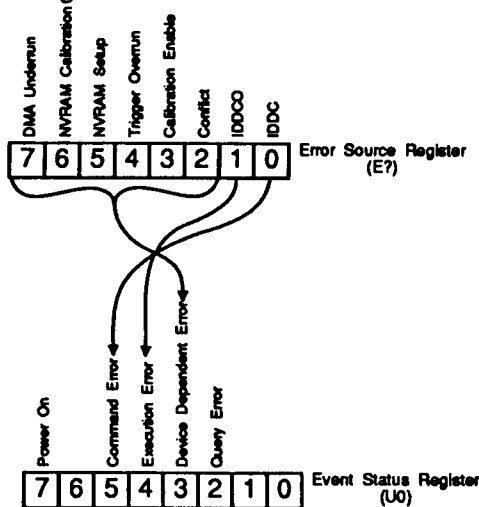 DMA Underrun
NVRAM Calibration
NVRAM Setup
Trigger Overrun
Calibration Enable
Conflict
IDDCO
IDDC
7 6 5 4 3 2 1 0
Error Source Register
(E?)
Power On
Command Error
Execution Error
Device Dependent Error
Query Error
7 6 5 4 3 2 1 0
Event Status Register
(U0)